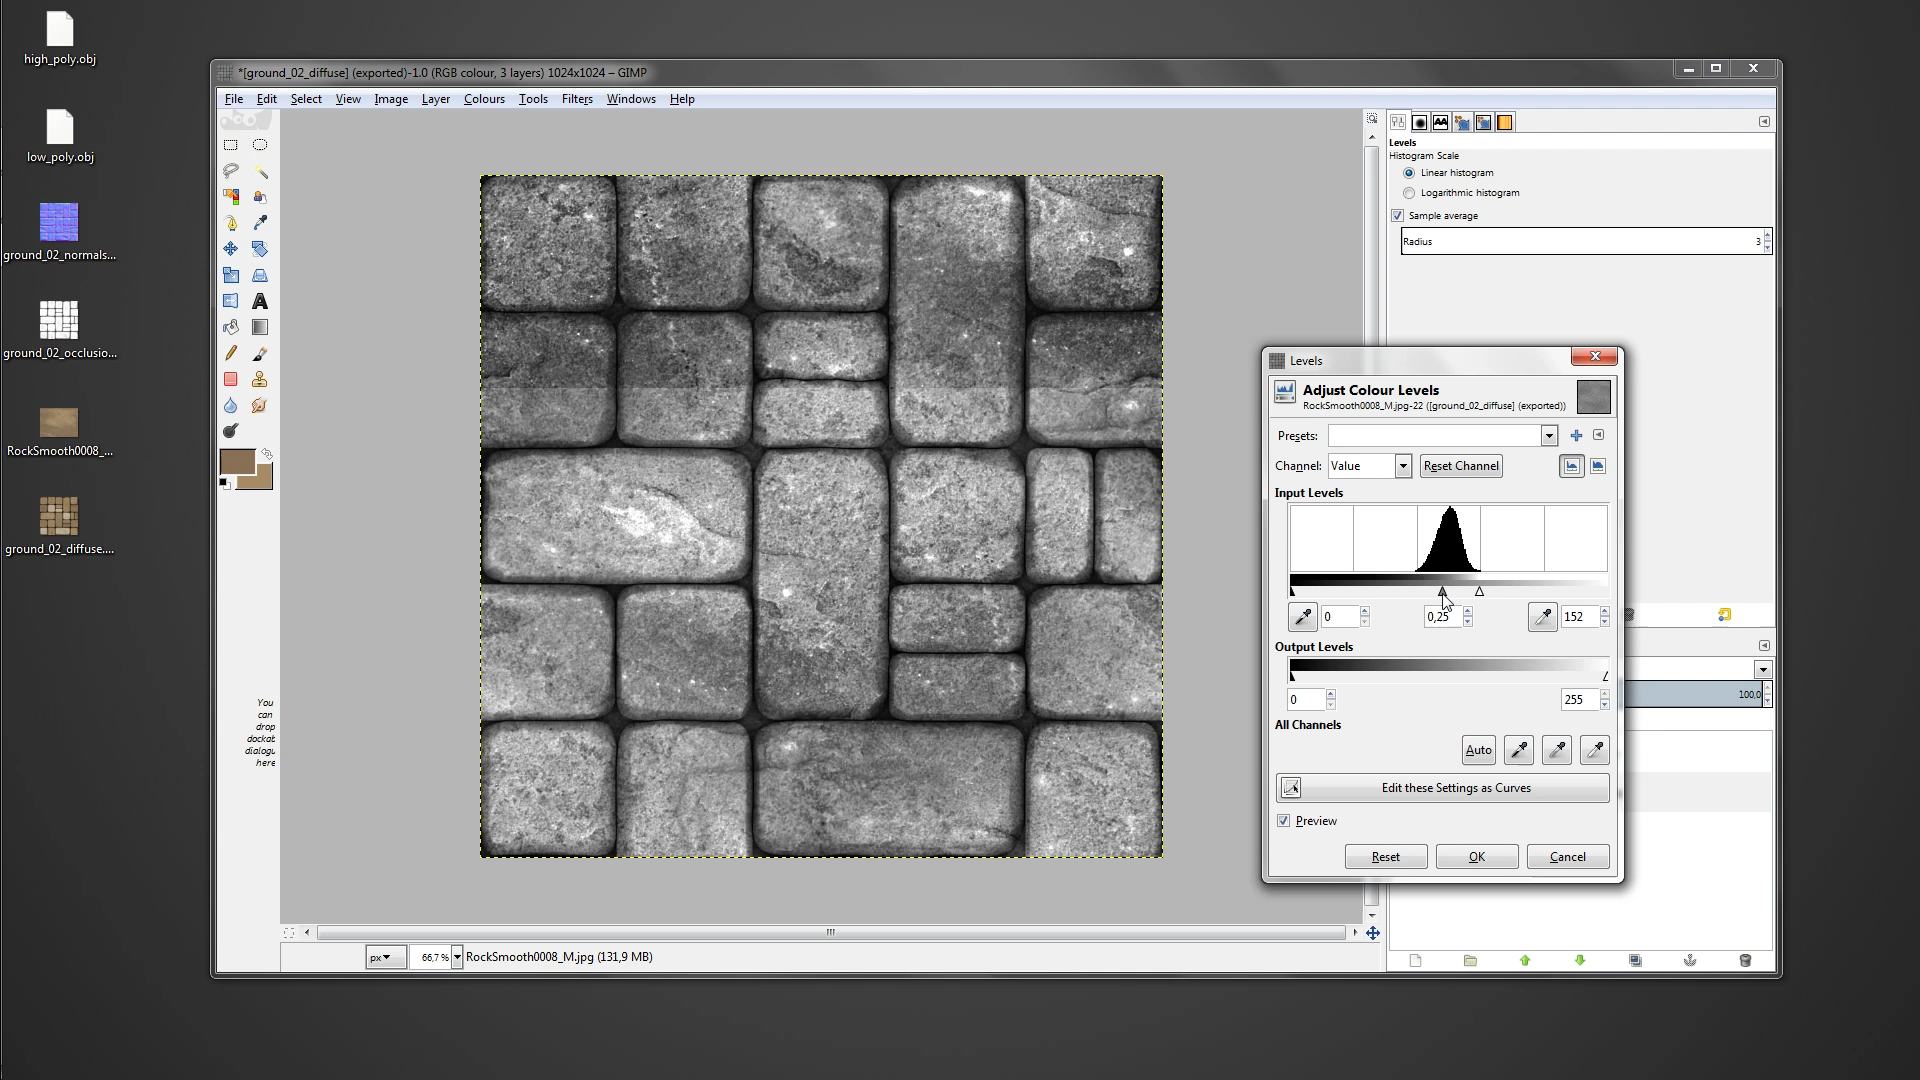 high_poly.obj
low_poly.obj
ground_02_normals...
ground_02_occlusio...
RockSmooth0008_...
ground_02_diffuse....
*[ground_02_diffuse] (exported)-1.0 (RGB colour, 3 layers) 1024x1024 – GIMP
File Edit Select View Image Layer Colours Tools Filters Windows Help
You
can
drop
dockab
dialogu
here
px 66,7 % RockSmooth0008_M.jpg (131,9 MB)
Levels
Histogram Scale
Linear histogram
Logarithmic histogram
Sample average
Radius 3
100,0
Levels
Adjust Colour Levels
RockSmooth0008_M.jpg-22 ([ground_02_diffuse] (exported))
Presets:
Channel: Value Reset Channel
Input Levels
0 0,25 152
Output Levels
0 255
All Channels
Auto
Edit these Settings as Curves
Preview
Reset OK Cancel